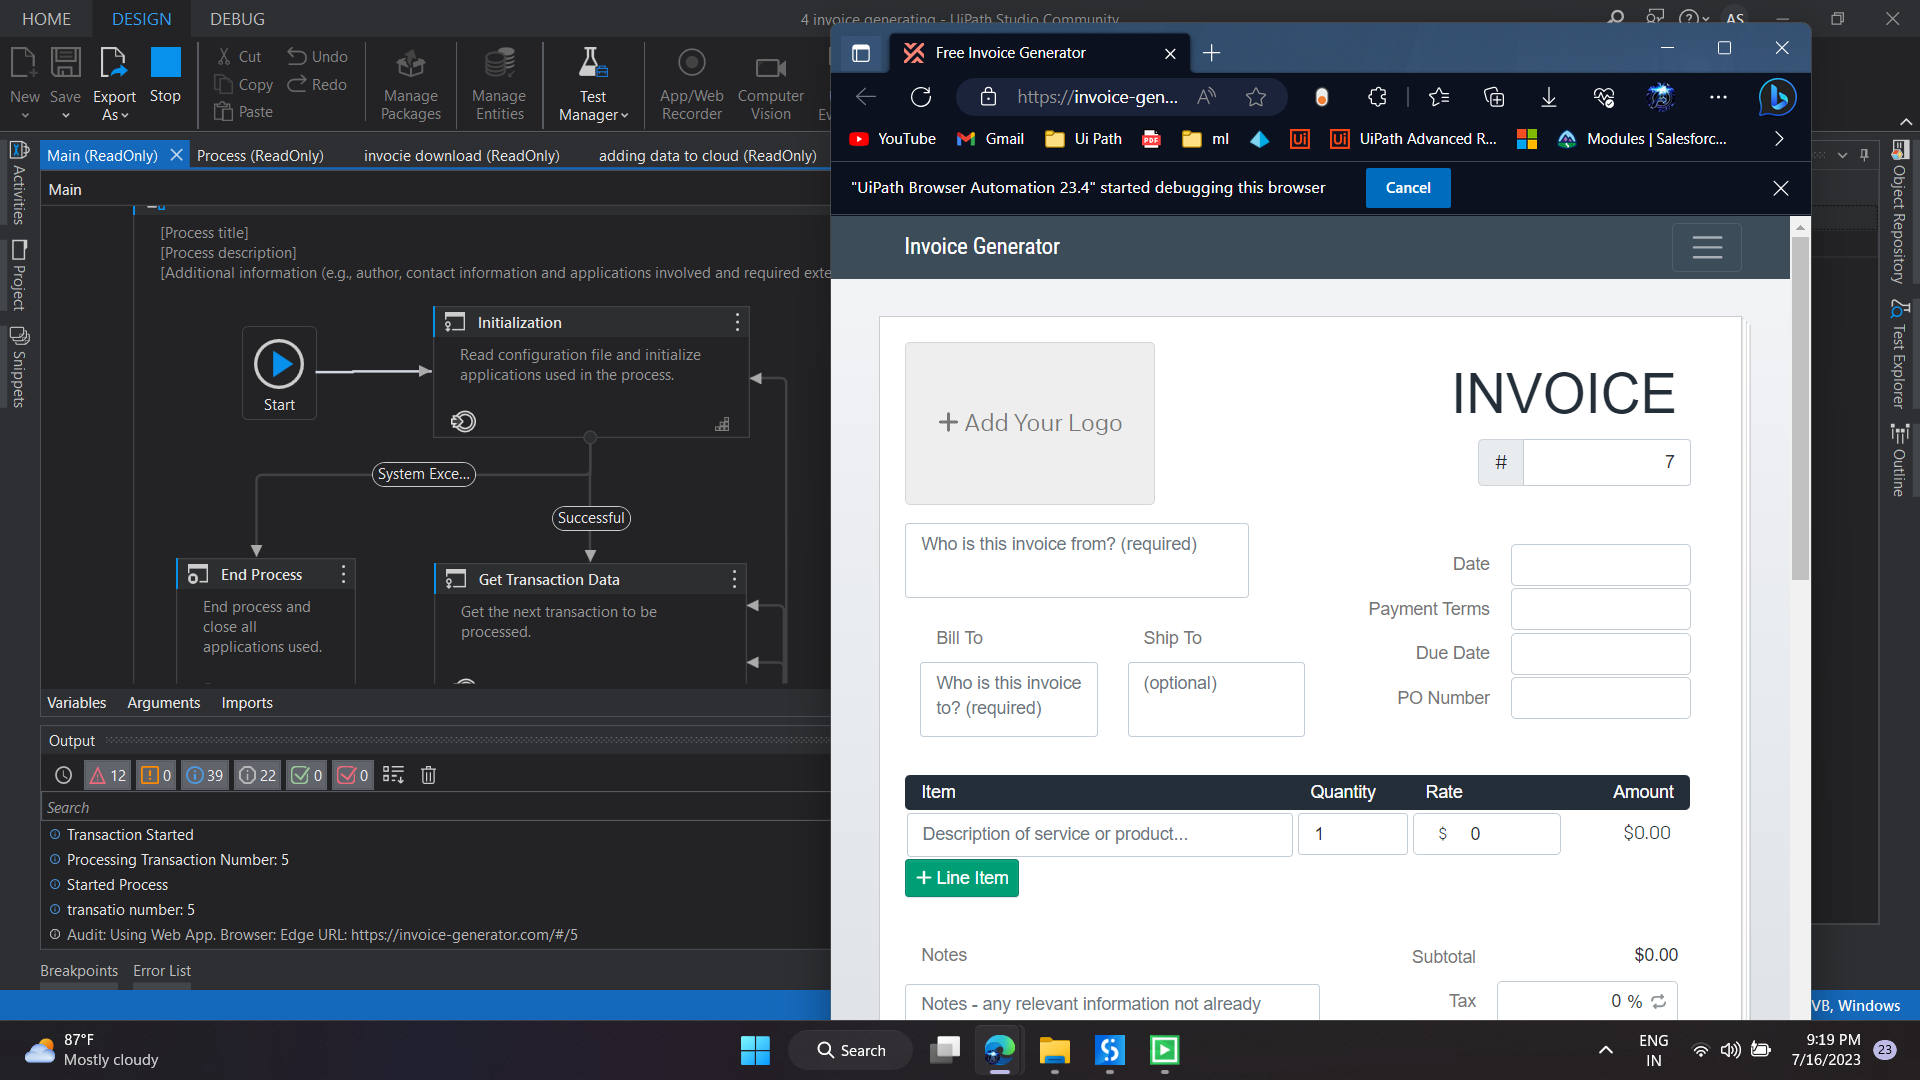 HOME DESIGN DEBUG
4 invoice generating - UiPath Studio Community
AS
New Save Export As Stop
Cut Copy Paste Undo Redo
Manage Packages
Manage Entities
Test Manager
App/Web Recorder
Computer Vision
Main (ReadOnly) Process (ReadOnly) invocie download (ReadOnly) adding data to cloud (ReadOnly)
Activities
Project
Snippets
Main
[Process title]
[Process description]
[Additional information (e.g., author, contact information and applications involved and required exte
Start
Initialization
Read configuration file and initialize
applications used in the process.
System Exce...
Successful
End Process
End process and
close all
applications used.
Get Transaction Data
Get the next transaction to be
processed.
Variables Arguments Imports
Output
12 0 39 22 0 0
Search
Transaction Started
Processing Transaction Number: 5
Started Process
transatio number: 5
Audit: Using Web App. Browser: Edge URL: https://invoice-generator.com/#/5
Breakpoints Error List
Free Invoice Generator
https://invoice-gen...
YouTube Gmail Ui Path PDF ml Ui Ui UiPath Advanced R... Modules | Salesforc...
"UiPath Browser Automation 23.4" started debugging this browser Cancel
Invoice Generator
+ Add Your Logo
INVOICE
# 7
Who is this invoice from? (required)
Date
Payment Terms
Due Date
PO Number
Bill To Ship To
Who is this invoice
to? (required)
(optional)
Item Quantity Rate Amount
Description of service or product... 1 $ 0 $0.00
+ Line Item
Notes
Notes - any relevant information not already
Subtotal $0.00
Tax 0 %
Object Repository
Test Explorer
Outline
VB, Windows
87°F
Mostly cloudy
Search
ENG
IN
9:19 PM
7/16/2023
23